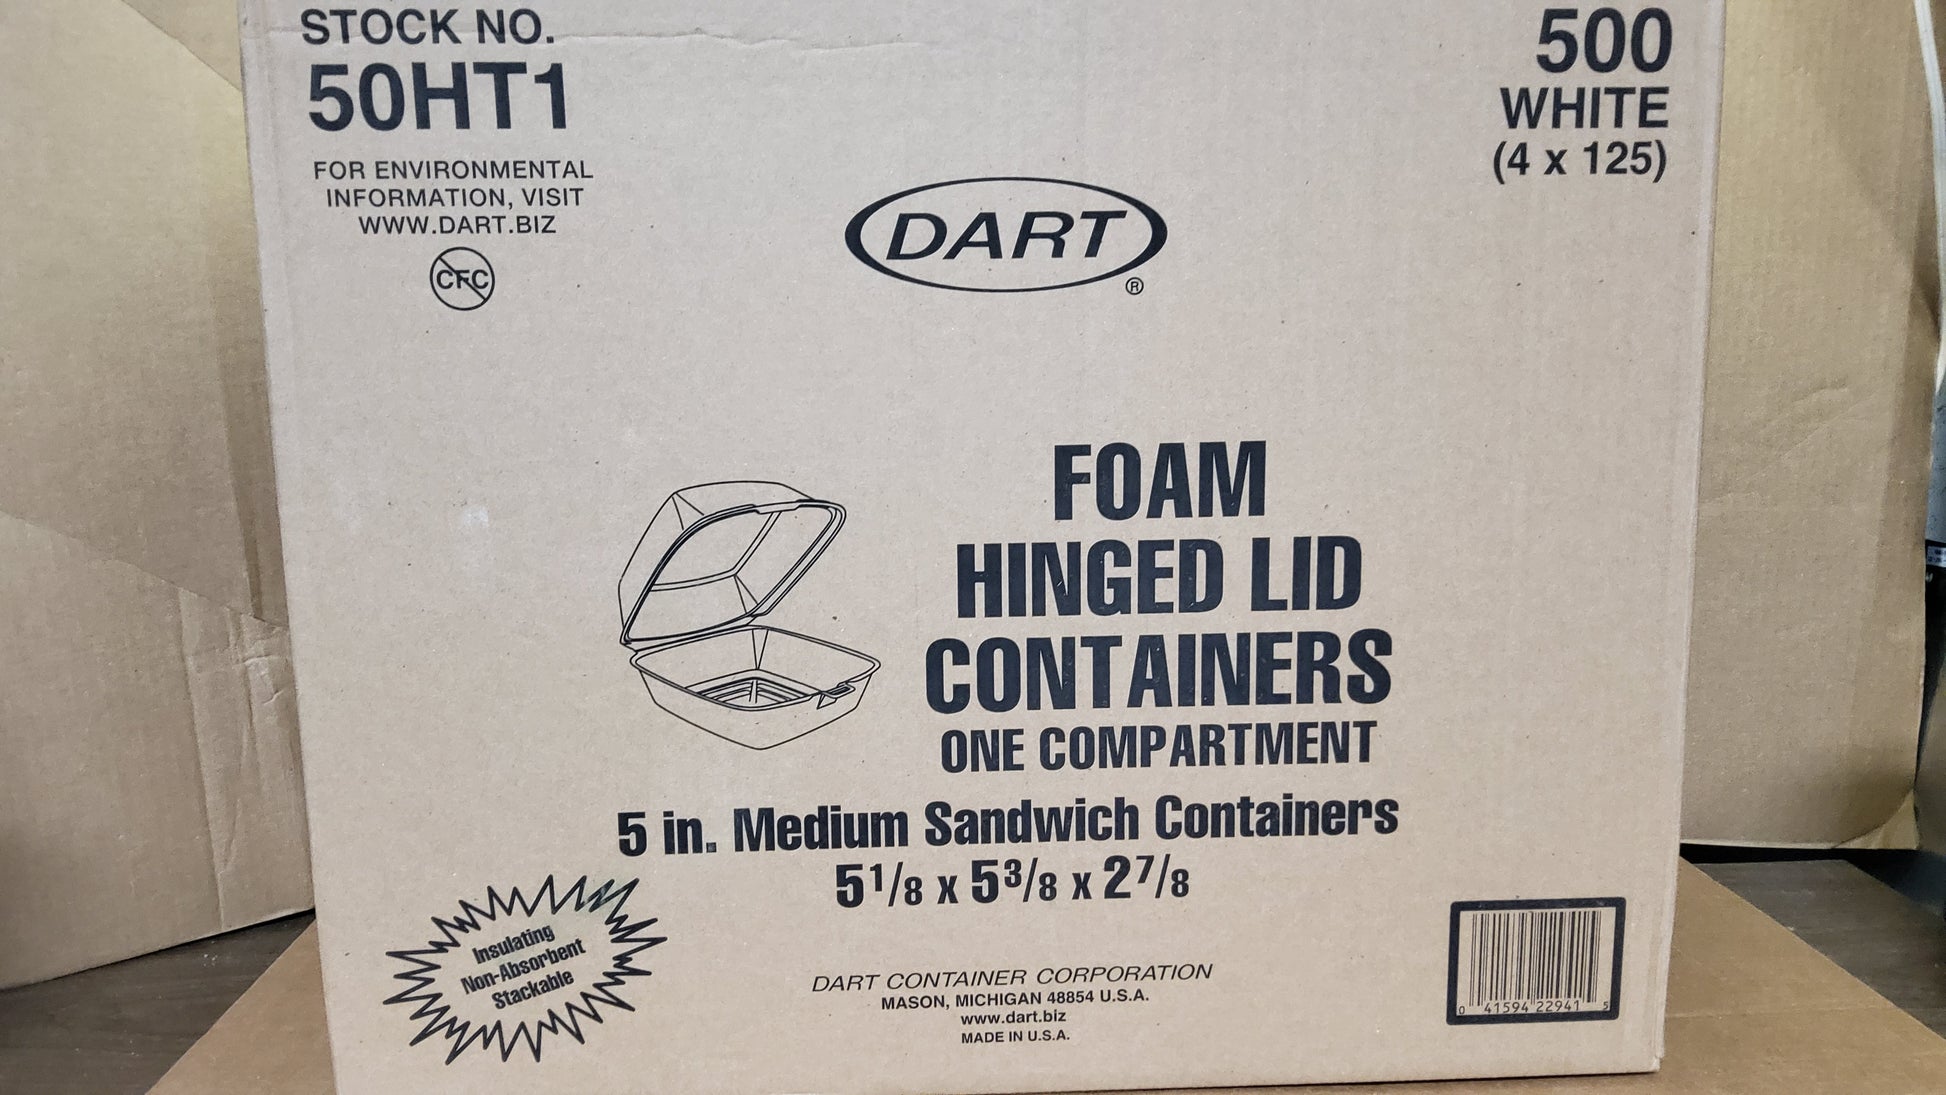 STOCK NO.
50HT1
FOR ENVIRONMENTAL
INFORMATION, VISIT
WWW.DART.BIZ
CFC
500
WHITE
(4 x 125)
DART
®
FOAM
HINGED LID
CONTAINERS
ONE COMPARTMENT
5 in. Medium Sandwich Containers
5 1/8 x 5 3/8 x 2 7/8
Insulating
Non-Absorbent
Stackable
DART CONTAINER CORPORATION
MASON, MICHIGAN 48854 U.S.A.
www.dart.biz
MADE IN U.S.A.
0 41594 22941 5